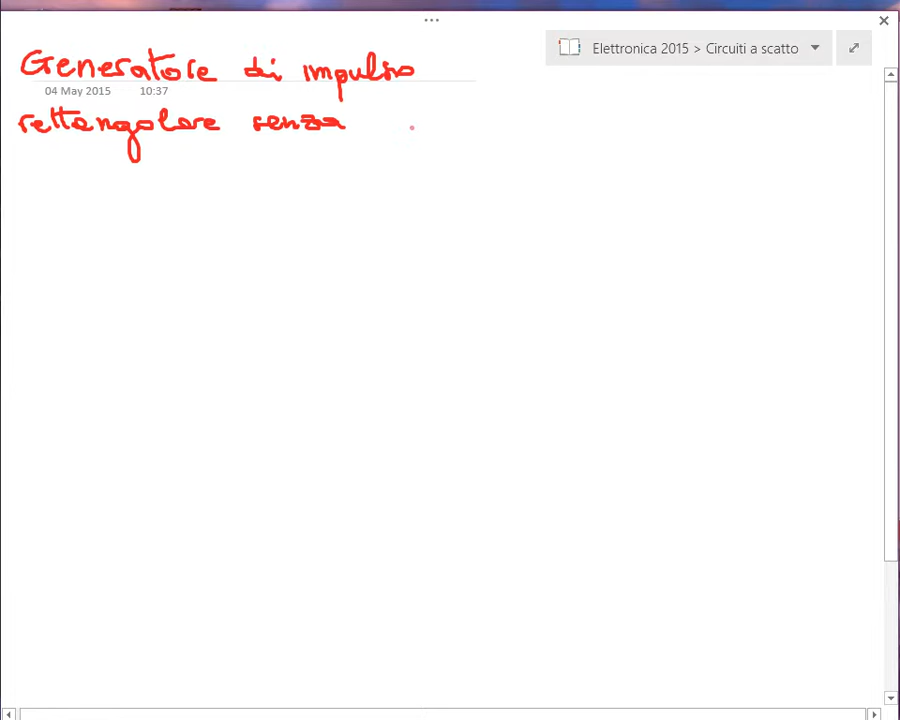 Elettronica 2015 > Circuiti a scatto
Generatore di impulso
04 May 2015 10:37
rettangolare senza